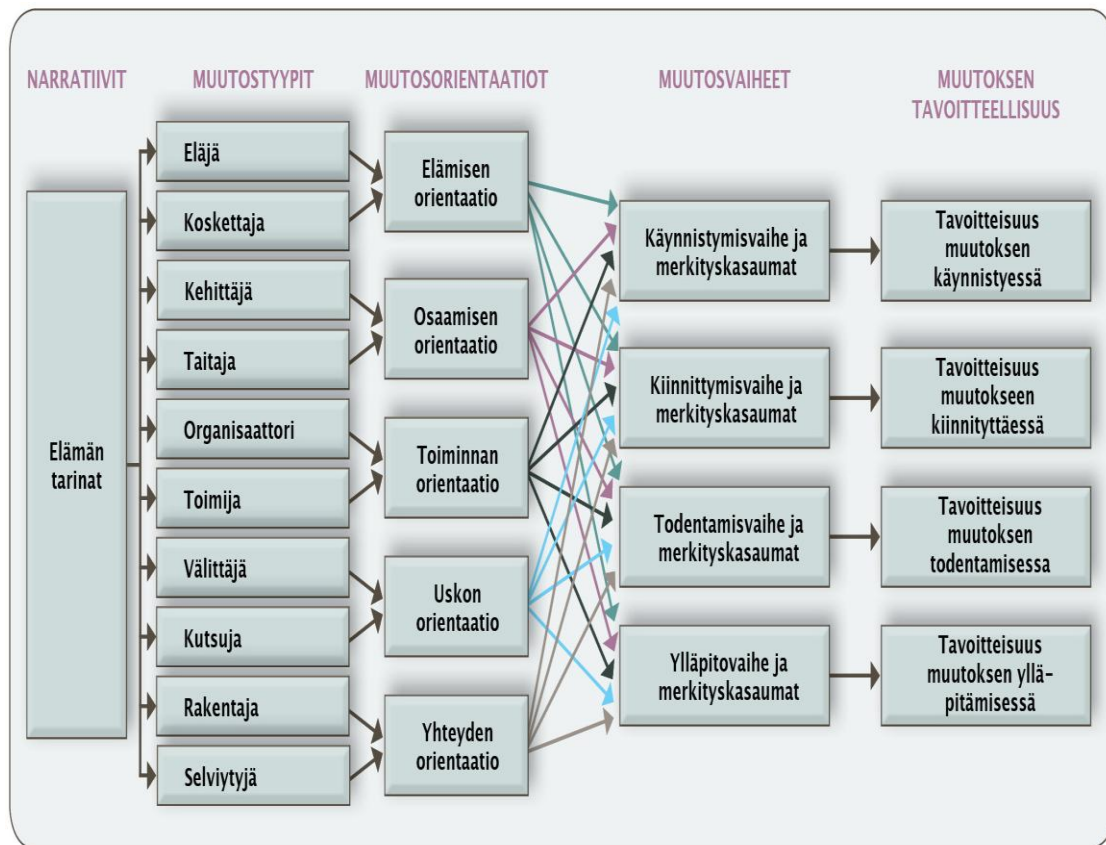 NARRATIIVIT
MUUTOSTYYPIT
MUUTOSORIENTAATIOT
MUUTOSVAIHEET
MUUTOKSEN
TAVOITTEELLISUUS
Elämän
tarinat
Eläjä
Koskettaja
Kehittäjä
Taitaja
Organisaattori
Toimija
Välittäjä
Kutsuja
Rakentaja
Selviytyjä
Elämisen
orientaatio
Osaamisen
orientaatio
Toiminnan
orientaatio
Uskon
orientaatio
Yhteyden
orientaatio
Käynnistymisvaihe ja
merkityskasaumat
Kiinnittymisvaihe ja
merkityskasaumat
Todentamisvaihe ja
merkityskasaumat
Ylläpitovaihe ja
merkityskasaumat
Tavoitteisuus
muutoksen
käynnistyessä
Tavoitteisuus
muutokseen
kiinnityttäessä
Tavoitteisuus
muutoksen
todentamisessa
Tavoitteisuus
muutoksen yllä-
pitämisessä